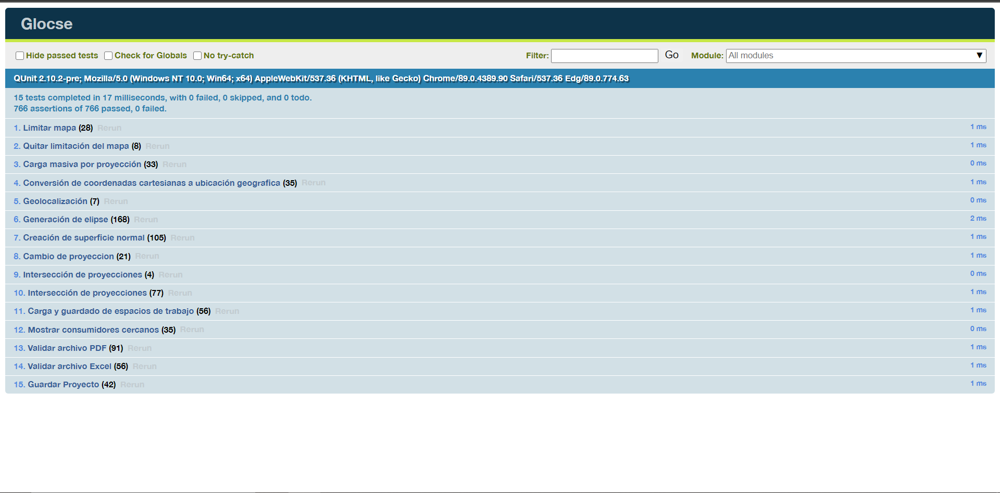 Glocse
Hide passed tests Check for Globals No try-catch Filter: Go Module: All modules ▼
QUnit 2.10.2-pre; Mozilla/5.0 (Windows NT 10.0; Win64; x64) AppleWebKit/537.36 (KHTML, like Gecko) Chrome/89.0.4389.90 Safari/537.36 Edg/89.0.774.63
15 tests completed in 17 milliseconds, with 0 failed, 0 skipped, and 0 todo.
766 assertions of 766 passed, 0 failed.
1. Limitar mapa (28) Rerun 1 ms
2. Quitar limitación del mapa (8) Rerun 1 ms
3. Carga masiva por proyección (33) Rerun 0 ms
4. Conversión de coordenadas cartesianas a ubicación geografica (35) Rerun 1 ms
5. Geolocalización (7) Rerun 0 ms
6. Generación de elipse (168) Rerun 2 ms
7. Creación de superficie normal (105) Rerun 1 ms
8. Cambio de proyeccion (21) Rerun 1 ms
9. Intersección de proyecciones (4) Rerun 0 ms
10. Intersección de proyecciones (77) Rerun 1 ms
11. Carga y guardado de espacios de trabajo (56) Rerun 1 ms
12. Mostrar consumidores cercanos (35) Rerun 0 ms
13. Validar archivo PDF (91) Rerun 1 ms
14. Validar archivo Excel (56) Rerun 1 ms
15. Guardar Proyecto (42) Rerun 1 ms